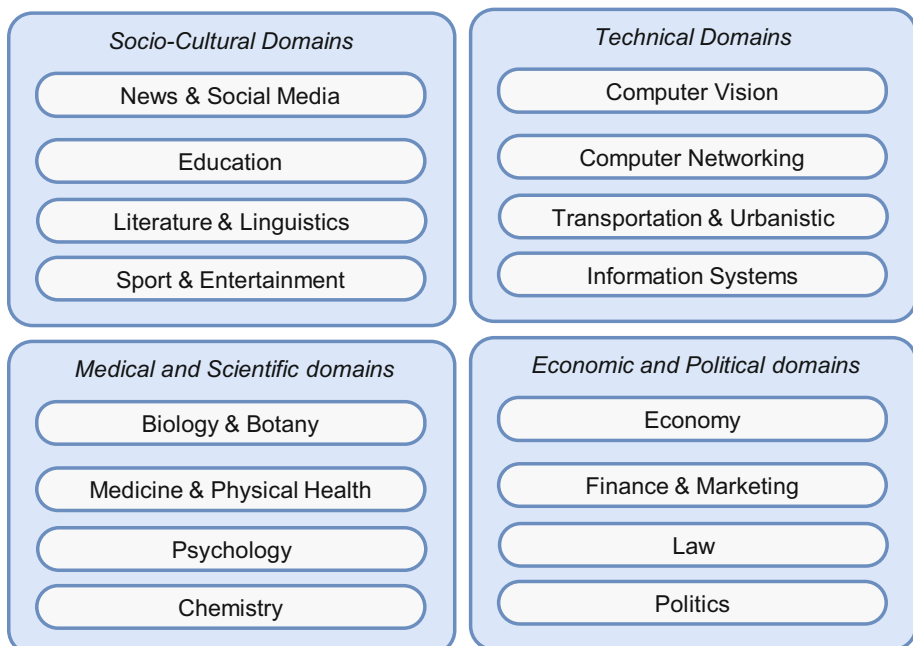 Socio-Cultural Domains
News & Social Media
Education
Literature & Linguistics
Sport & Entertainment
Technical Domains
Computer Vision
Computer Networking
Transportation & Urbanistic
Information Systems
Medical and Scientific domains
Biology & Botany
Medicine & Physical Health
Psychology
Chemistry
Economic and Political domains
Economy
Finance & Marketing
Law
Politics